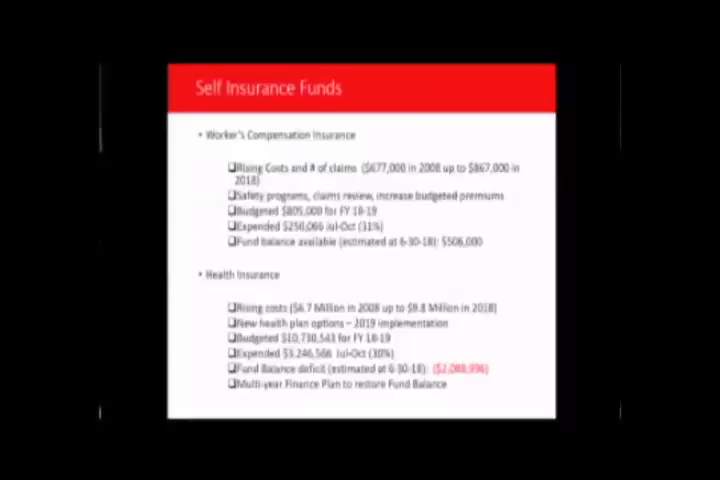 Self Insurance Funds
• Worker's Compensation Insurance
❑Rising Costs and # of claims ($677,000 in 2008 up to $867,000 in
2018)
❑Safety programs, claims review, increase budgeted premiums
❑Budgeted $805,000 for FY 18-19
❑Expended $250,066 Jul-Oct (31%)
❑Fund balance available (estimated at 6-30-18): $506,000
• Health Insurance
❑Rising costs ($6.7 Million in 2008 up to $9.8 Million in 2018)
❑New health plan options – 2019 implementation
❑Budgeted $10,730,543 for FY 18-19
❑Expended $3,246,566 Jul-Oct (30%)
❑Fund Balance deficit (estimated at 6-30-18):
❑Multi-year Finance Plan to restore Fund Balance